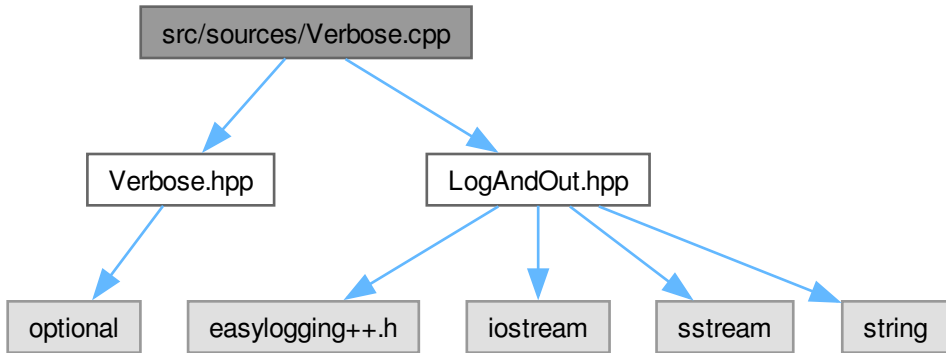 src/sources/Verbose.cpp
Verbose.hpp
LogAndOut.hpp
optional
easylogging++.h
iostream
sstream
string